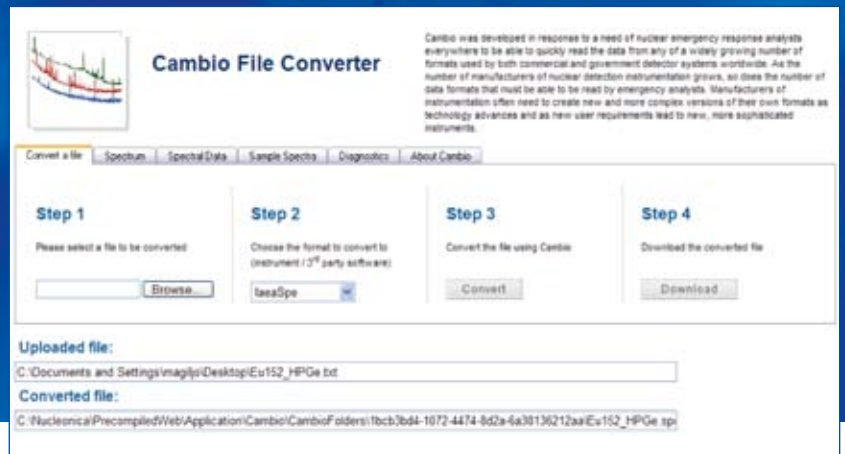 Cambio File Converter
Cambio was developed in response to a need of nuclear emergency response analysts
everywhere to be able to quickly read the data from any of a widely growing number of
formats used by both commercial and government detector systems worldwide. As the
number of manufacturers of nuclear detection instrumentation grows, so does the number of
data formats that must be able to be read by emergency analysts. Manufacturers of
instrumentation often need to create new and more complex versions of their own formats as
technology advances and as new user requirements lead to new, more sophisticated
instruments.
Convert a file Spectrum Spectral Data Sample Spectra Diagnostics About Cambio
Step 1 Step 2 Step 3 Step 4
Please select a file to be converted Choose the format to convert to Convert the file using Cambio Download the converted file
(instrument / 3rd party software)
Browse... IaeaSpe Convert Download
Uploaded file:
C:\Documents and Settings\magiljo\Desktop\Eu152_HPGe.txt
Converted file:
C:\Nucleonica\PrecompiledWeb\Application\Cambio\CambioFolders\1bcb3bd4-1072-4474-8d2a-6a38136212aa\Eu152_HPGe.spe